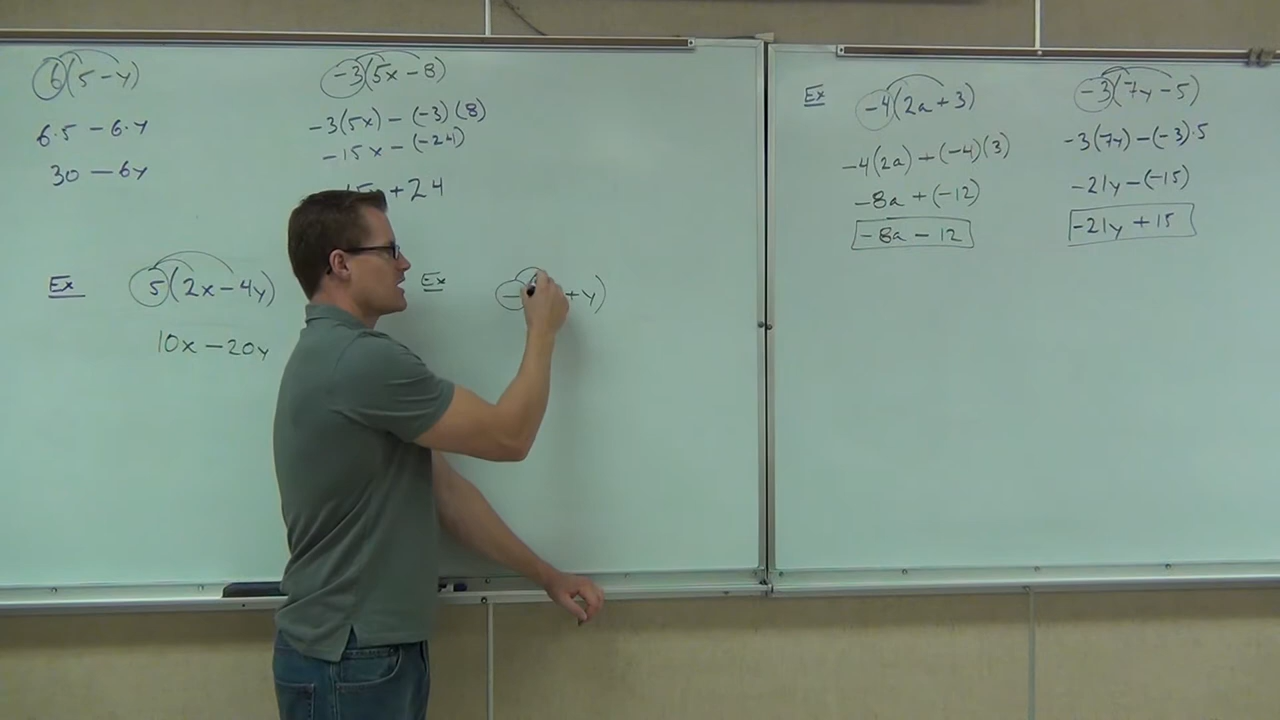 6(5-y)
6·5 - 6·y
30 - 6y
-3(5x-8)
-3(5x) - (-3)(8)
-15x - (-24)
+ 24
Ex 5(2x-4y)
10x - 20y
Ex - + y)
Ex -4(2a+3)
-4(2a) + (-4)(3)
-8a + (-12)
-8a - 12
-3(7y-5)
-3(7y) - (-3)·5
-21y - (-15)
-21y + 15